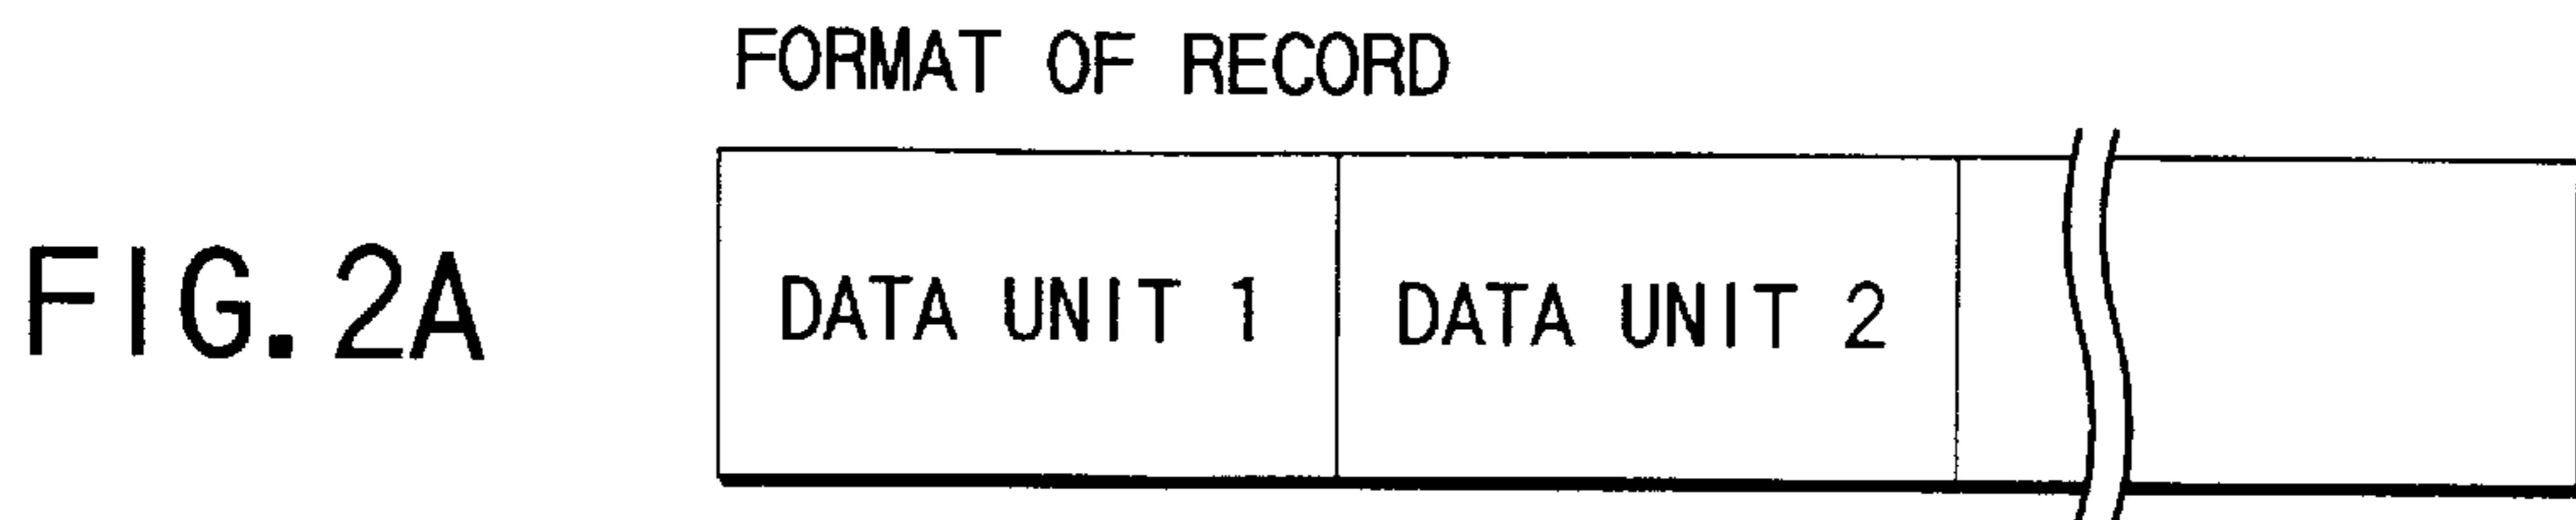 FORMAT OF RECORD
FIG.2A
DATA UNIT 1
DATA UNIT 2